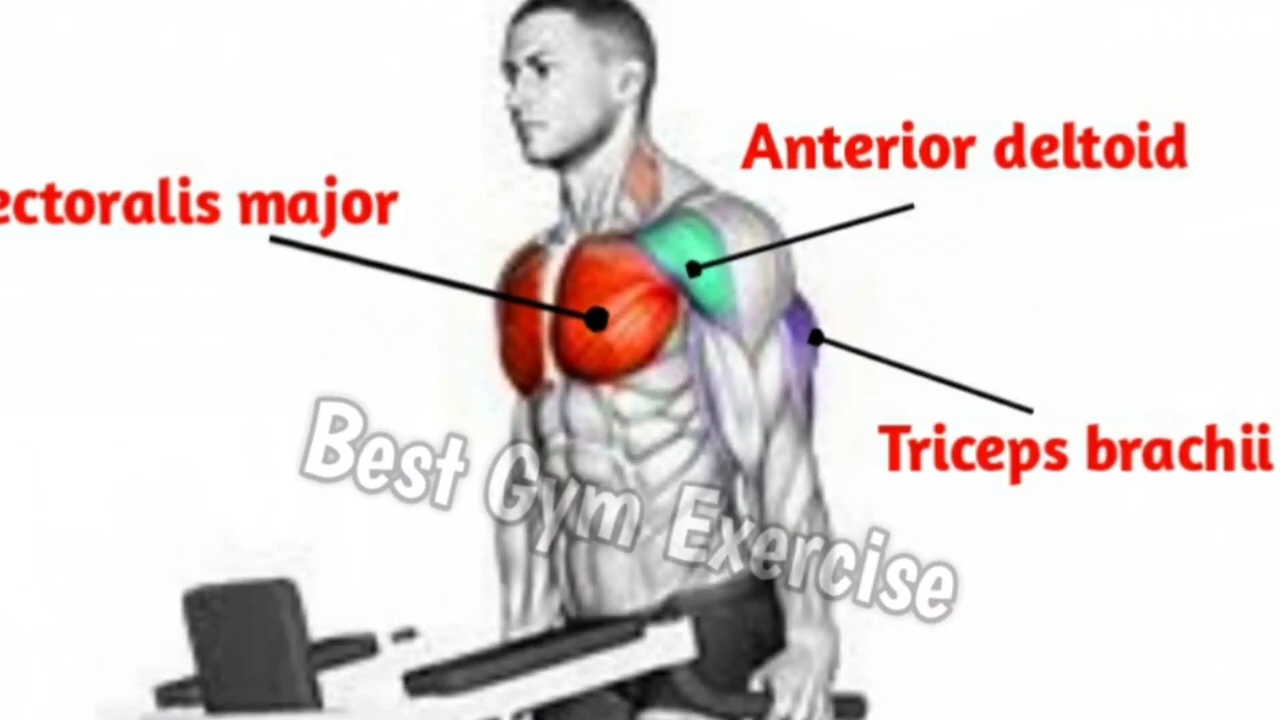 Anterior deltoid
ectoralis major
Best Gym Exercise
Triceps brachii